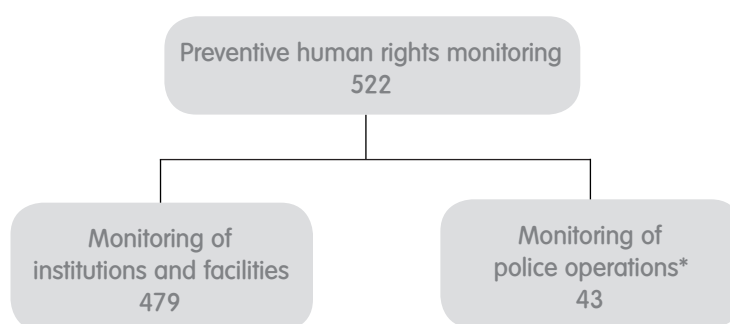 Preventive human rights monitoring
522
Monitoring of
institutions and facilities
479
Monitoring of
police operations*
43